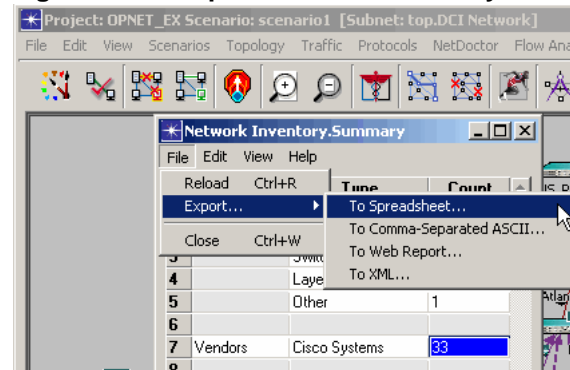 Project: OPNET_EX Scenario: scenario1 [Subnet: top.DCI Network]
File Edit View Scenarios Topology Traffic Protocols NetDoctor Flow Ana
Network Inventory.Summary
File Edit View Help
Reload Ctrl+R
Type Count
Export...
To Spreadsheet...
To Comma-Separated ASCII...
Close Ctrl+W
To Web Report...
To XML...
4 Laye
5 Other 1
6
7 Vendors Cisco Systems 33